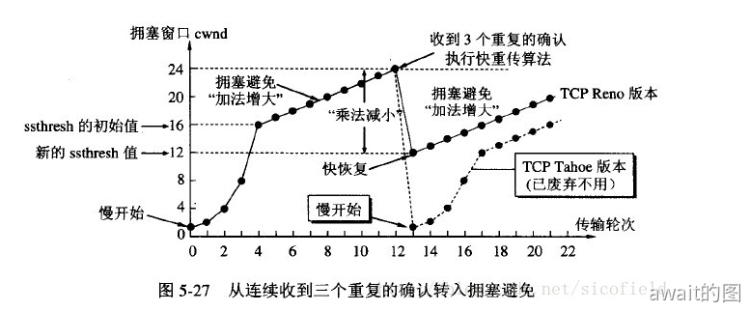 拥塞窗口 cwnd
收到 3 个重复的确认
执行快重传算法
24
20
16
12
8
4
0
ssthresh 的初始值
新的 ssthresh 值
慢开始
拥塞避免
“加法增大”
“乘法减小”
拥塞避免
“加法增大”
TCP Reno 版本
快恢复
慢开始
TCP Tahoe 版本
(已废弃不用)
传输轮次
0 2 4 6 8 10 12 14 16 18 20 22
图 5-27 从连续收到三个重复的确认转入拥塞避免
net/sicofield
await的图